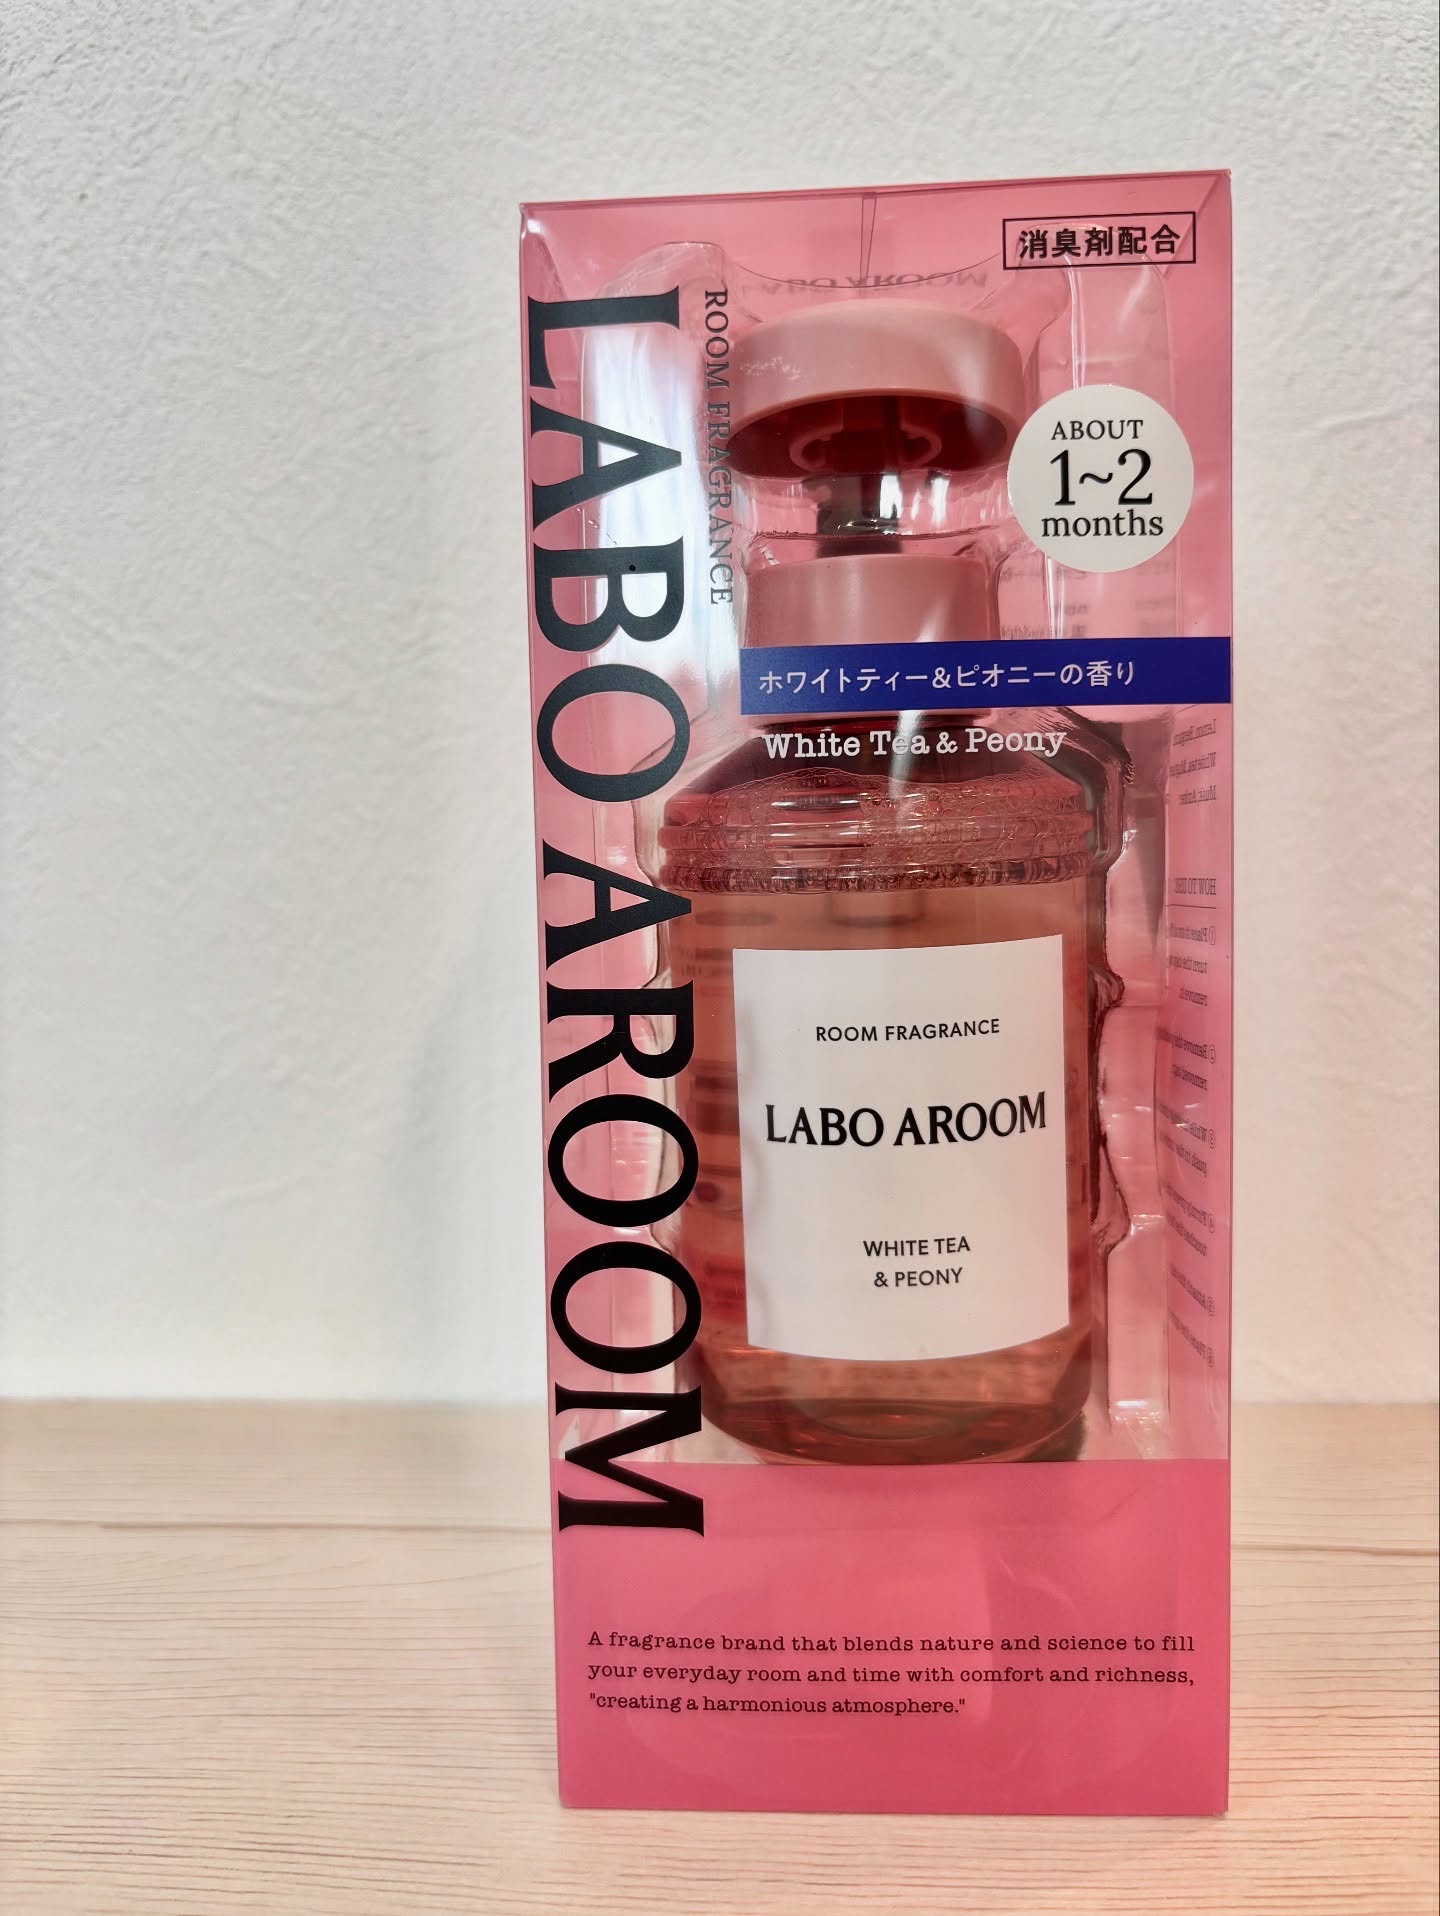 消臭剤配合
LABO AROOM
ROOM FRAGRANCE
ABOUT
1~2
months
ホワイトティー&ピオニーの香り
White Tea & Peony
ROOM FRAGRANCE
LABO AROOM
WHITE TEA
& PEONY
A fragrance brand that blends nature and science to fill
your everyday room and time with comfort and richness,
"creating a harmonious atmosphere."